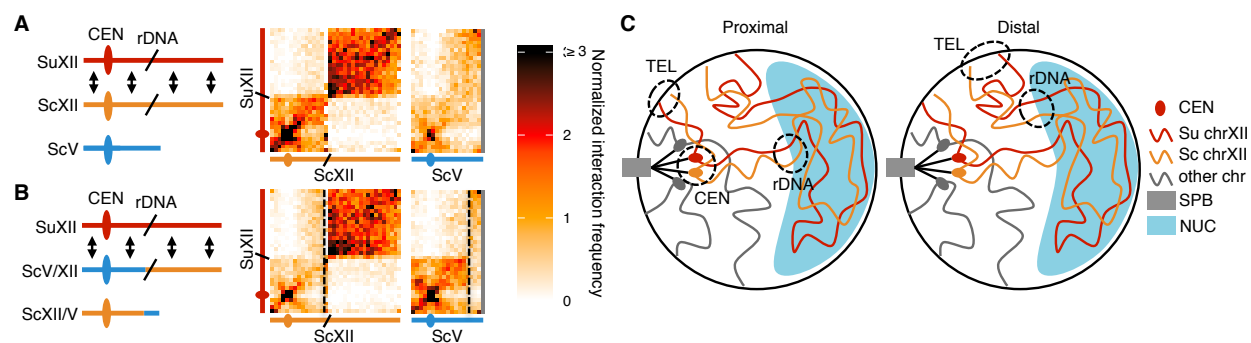 A
CEN
rDNA
SuXII
ScXII
ScV
SuXII
ScXII
ScV
B
CEN
rDNA
SuXII
ScV/XII
ScXII/V
SuXII
ScXII
ScV
≥ 3
2
1
0
Normalized interaction frequency
C
Proximal
TEL
CEN
rDNA
Distal
TEL
rDNA
CEN
Su chrXII
Sc chrXII
other chr
SPB
NUC